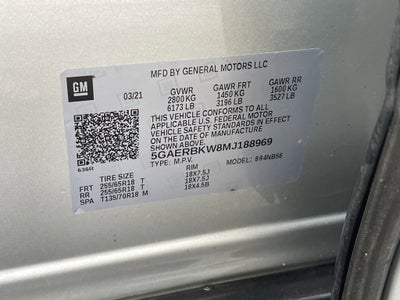 MFD BY GENERAL MOTORS LLC
GM
03/21 GVWR GAWR FRT GAWR RR
2800 KG 1450 KG 1600 KG
6173 LB 3196 LB 3527 LB
THIS VEHICLE CONFORMS TO ALL
APPLICABLE U.S. FEDERAL MOTOR
VEHICLE SAFETY STANDARDS IN EFFECT
ON THE DATE OF MANUFACTURE
SHOWN ABOVE.
5GAERBKW8MJ188969
TYPE: M.P.V. MODEL: 894NB56
636R
TIRE SIZE RIM
FRT 255/65R18 T 18X7.5J
RR 255/65R18 T 18X7.5J
SPA T135/70R18 M 18X4.5B